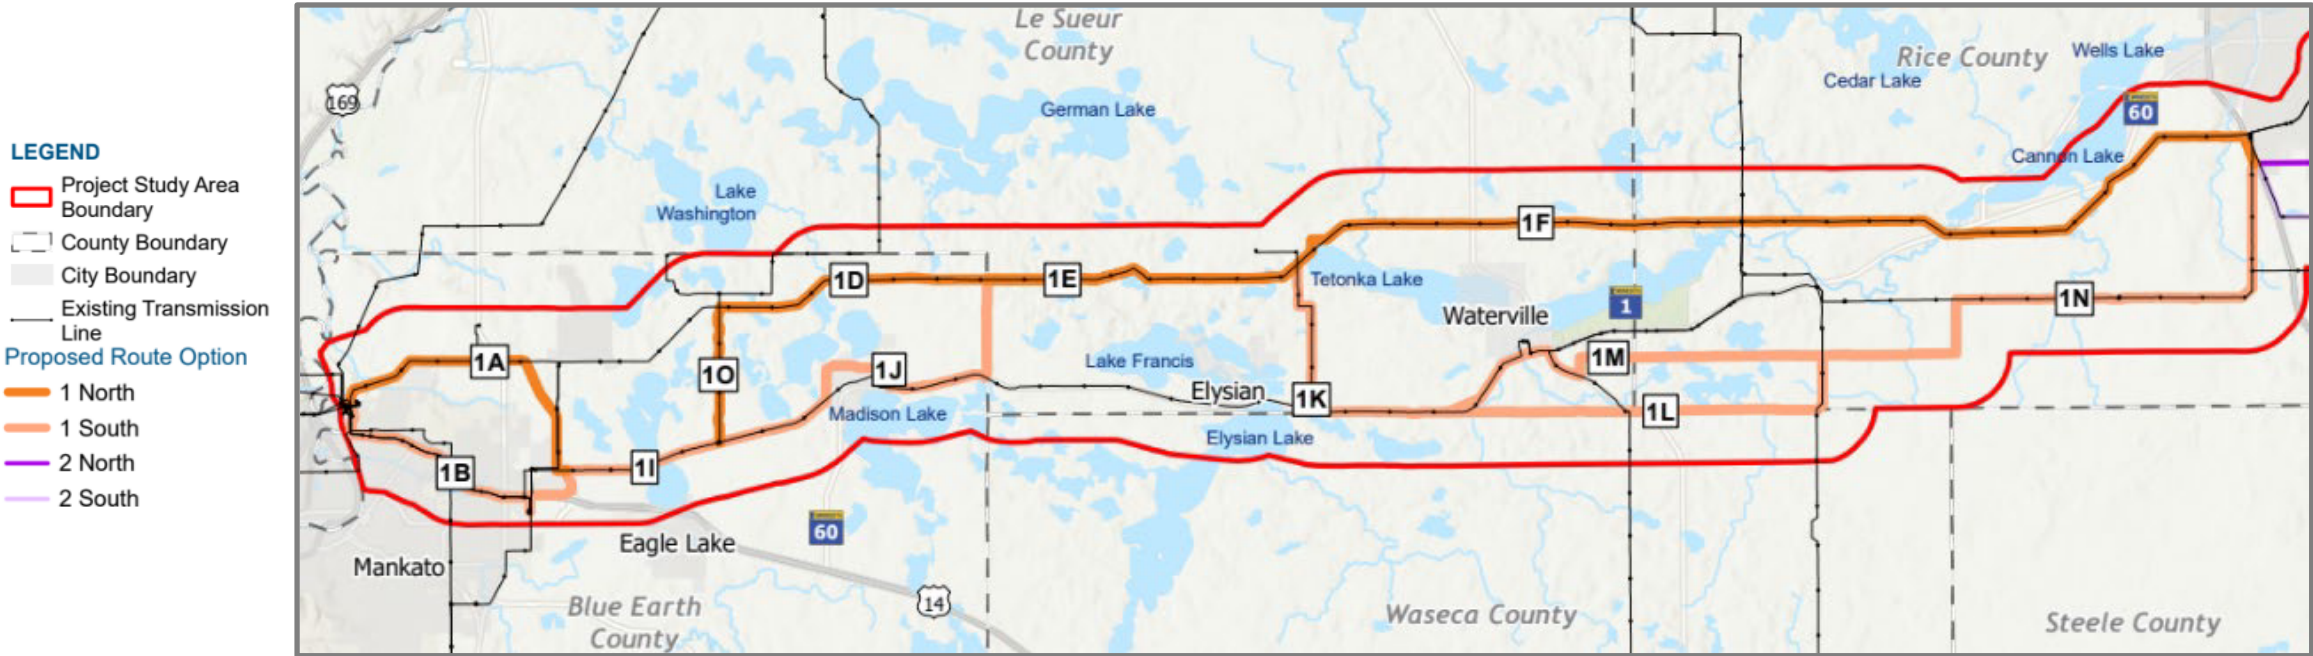 LEGEND
Project Study Area
Boundary
County Boundary
City Boundary
Existing Transmission
Line
Proposed Route Option
1 North
1 South
2 North
2 South
Le Sueur
County
Rice County
Wells Lake
Cedar Lake
169
German Lake
60
Cannon Lake
Lake
Washington
1F
1D
1E
Tetonka Lake
1N
1
Waterville
1A
1O
1J
Lake Francis
1M
Elysian
1K
Madison Lake
1L
Elysian Lake
1B
1I
60
Eagle Lake
Mankato
14
Blue Earth
County
Waseca County
Steele County